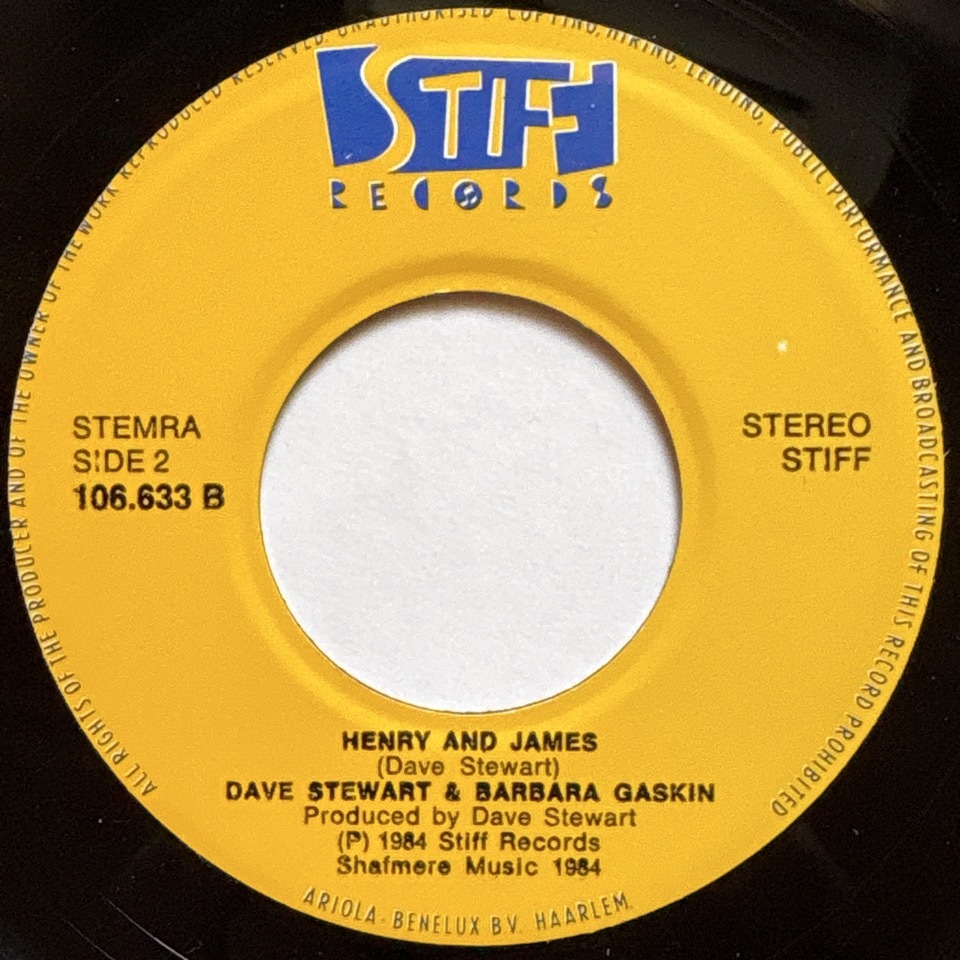 STIFF
RECORDS
STEMRA
SIDE 2
106.633 B
STEREO
STIFF
HENRY AND JAMES
(Dave Stewart)
DAVE STEWART & BARBARA GASKIN
Produced by Dave Stewart
(P) 1984 Stiff Records
Shafmere Music 1984
ALL RIGHTS OF THE PRODUCER AND OF THE OWNER OF THE WORK REPRODUCED RESERVED. UNAUTHORISED COPYING, HIRING, LENDING, PUBLIC PERFORMANCE AND BROADCASTING OF THIS RECORD PROHIBITED
ARIOLA-BENELUX BV. HAARLEM.